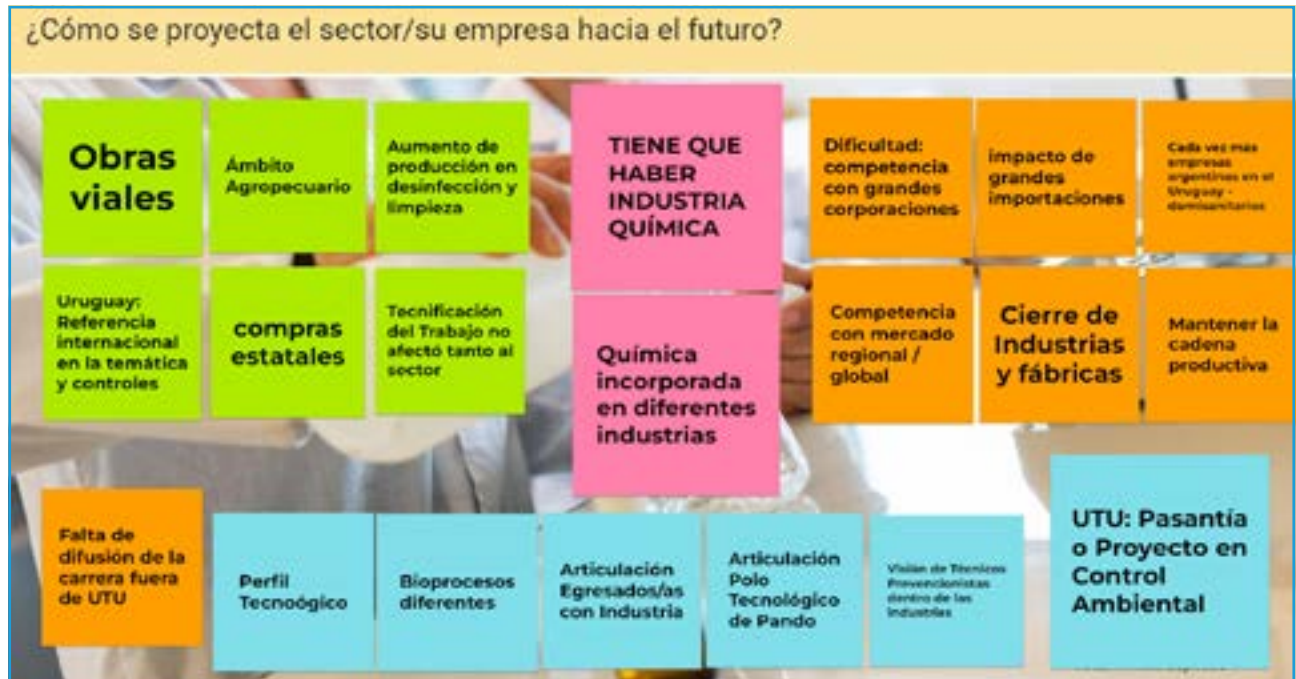 ¿Cómo se proyecta el sector/su empresa hacia el futuro?
Obras
viales
Ámbito
Agropecuario
Aumento de
producción en
desinfección y
limpieza
TIENE QUE
HABER
INDUSTRIA
QUÍMICA
Dificultad:
competencia
con grandes
corporaciones
impacto de
grandes
importaciones
Cada vez más
empresas
argentinas en el
Uruguay -
domisanitarios
Uruguay:
Referencia
internacional
en la temática
y controles
compras
estatales
Tecnificación
del Trabajo no
afectó tanto al
sector
Química
incorporada
en diferentes
industrias
Competencia
con mercado
regional /
global
Cierre de
Industrias
y fábricas
Mantener la
cadena
productiva
Falta de
difusión de la
carrera fuera
de UTU
Perfil
Tecnoógico
Bioprocesos
diferentes
Articulación
Egresados/as
con Industria
Articulación
Polo
Tecnológico
de Pando
Visión de Técnicos
Prevencionistas
dentro de las
industrias
UTU: Pasantía
o Proyecto en
Control
Ambiental